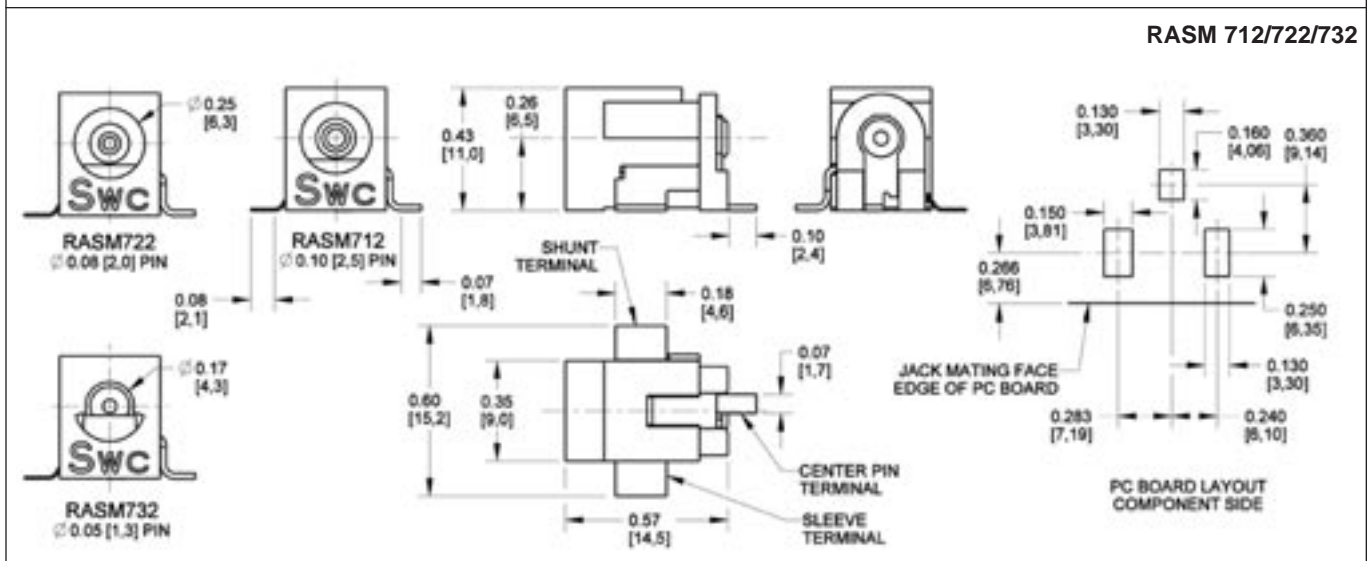 RASM 712/722/732
Ø 0.25
[6,3]
SWC
RASM722
Ø 0.08 [2,0] PIN
SWC
RASM712
Ø 0.10 [2,5] PIN
0.08
[2,1]
0.07
[1,8]
0.43
[11,0]
0.26
[6,5]
0.10
[2,4]
SHUNT
TERMINAL
0.18
[4,6]
0.60
[15,2]
0.35
[9,0]
0.07
[1,7]
0.57
[14,5]
CENTER PIN
TERMINAL
SLEEVE
TERMINAL
Ø 0.17
[4,3]
SWC
RASM732
Ø 0.05 [1,3] PIN
0.130
[3,30]
0.160
[4,06]
0.360
[9,14]
0.150
[3,81]
0.266
[6,76]
0.250
[6,35]
JACK MATING FACE
EDGE OF PC BOARD
0.130
[3,30]
0.283
[7,19]
0.240
[6,10]
PC BOARD LAYOUT
COMPONENT SIDE